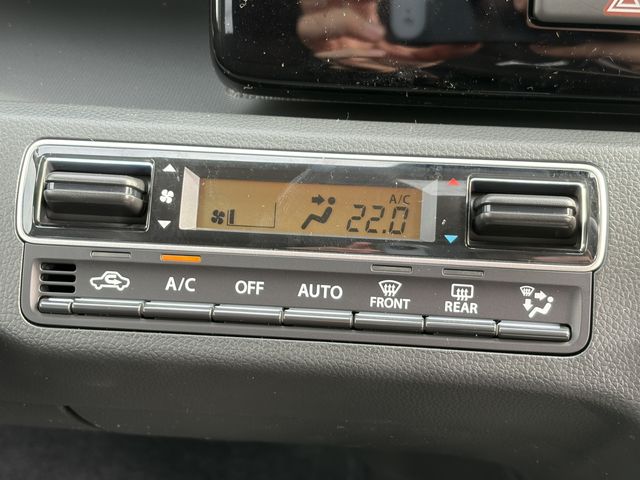 A/C
22.0
A/C
OFF
AUTO
FRONT
REAR